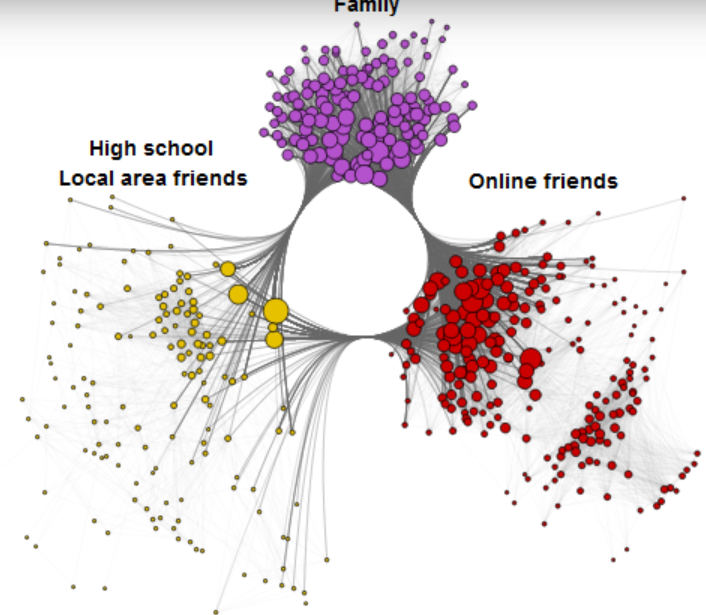 Family
High school
Local area friends
Online friends